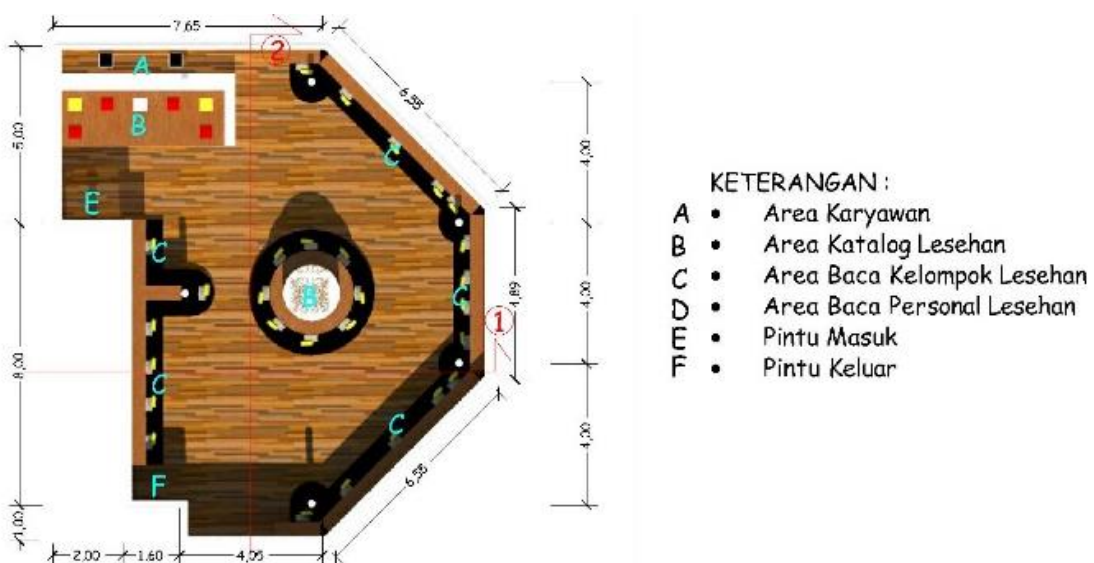 7,65
2
A
6,55
5,00
B
C
4,00
E
C
B
C
4,89
4,00
1
8,00
C
C
4,00
F
6,55
1,00
2,00
1,60
4,05
KETERANGAN :
A • Area Karyawan
B • Area Katalog Lesehan
C • Area Baca Kelompok Lesehan
D • Area Baca Personal Lesehan
E • Pintu Masuk
F • Pintu Keluar